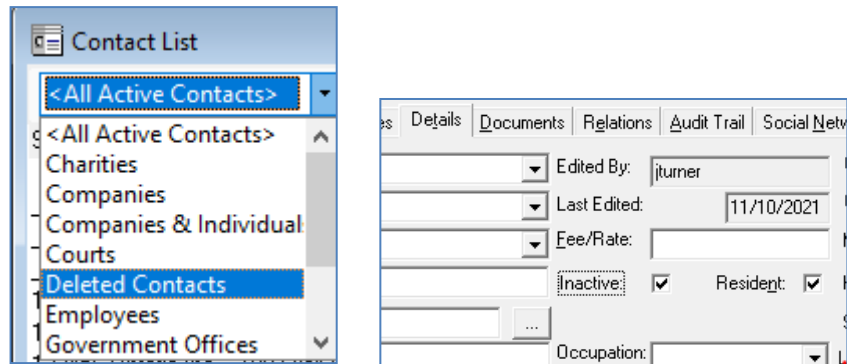 Contact List
<All Active Contacts>
<All Active Contacts>
Charities
Companies
Companies & Individual
Courts
Deleted Contacts
Employees
Government Offices
Details Documents Relations Audit Trail Social Netw
Edited By: jturner
Last Edited: 11/10/2021
Fee/Rate:
Inactive: Resident:
...
Occupation: